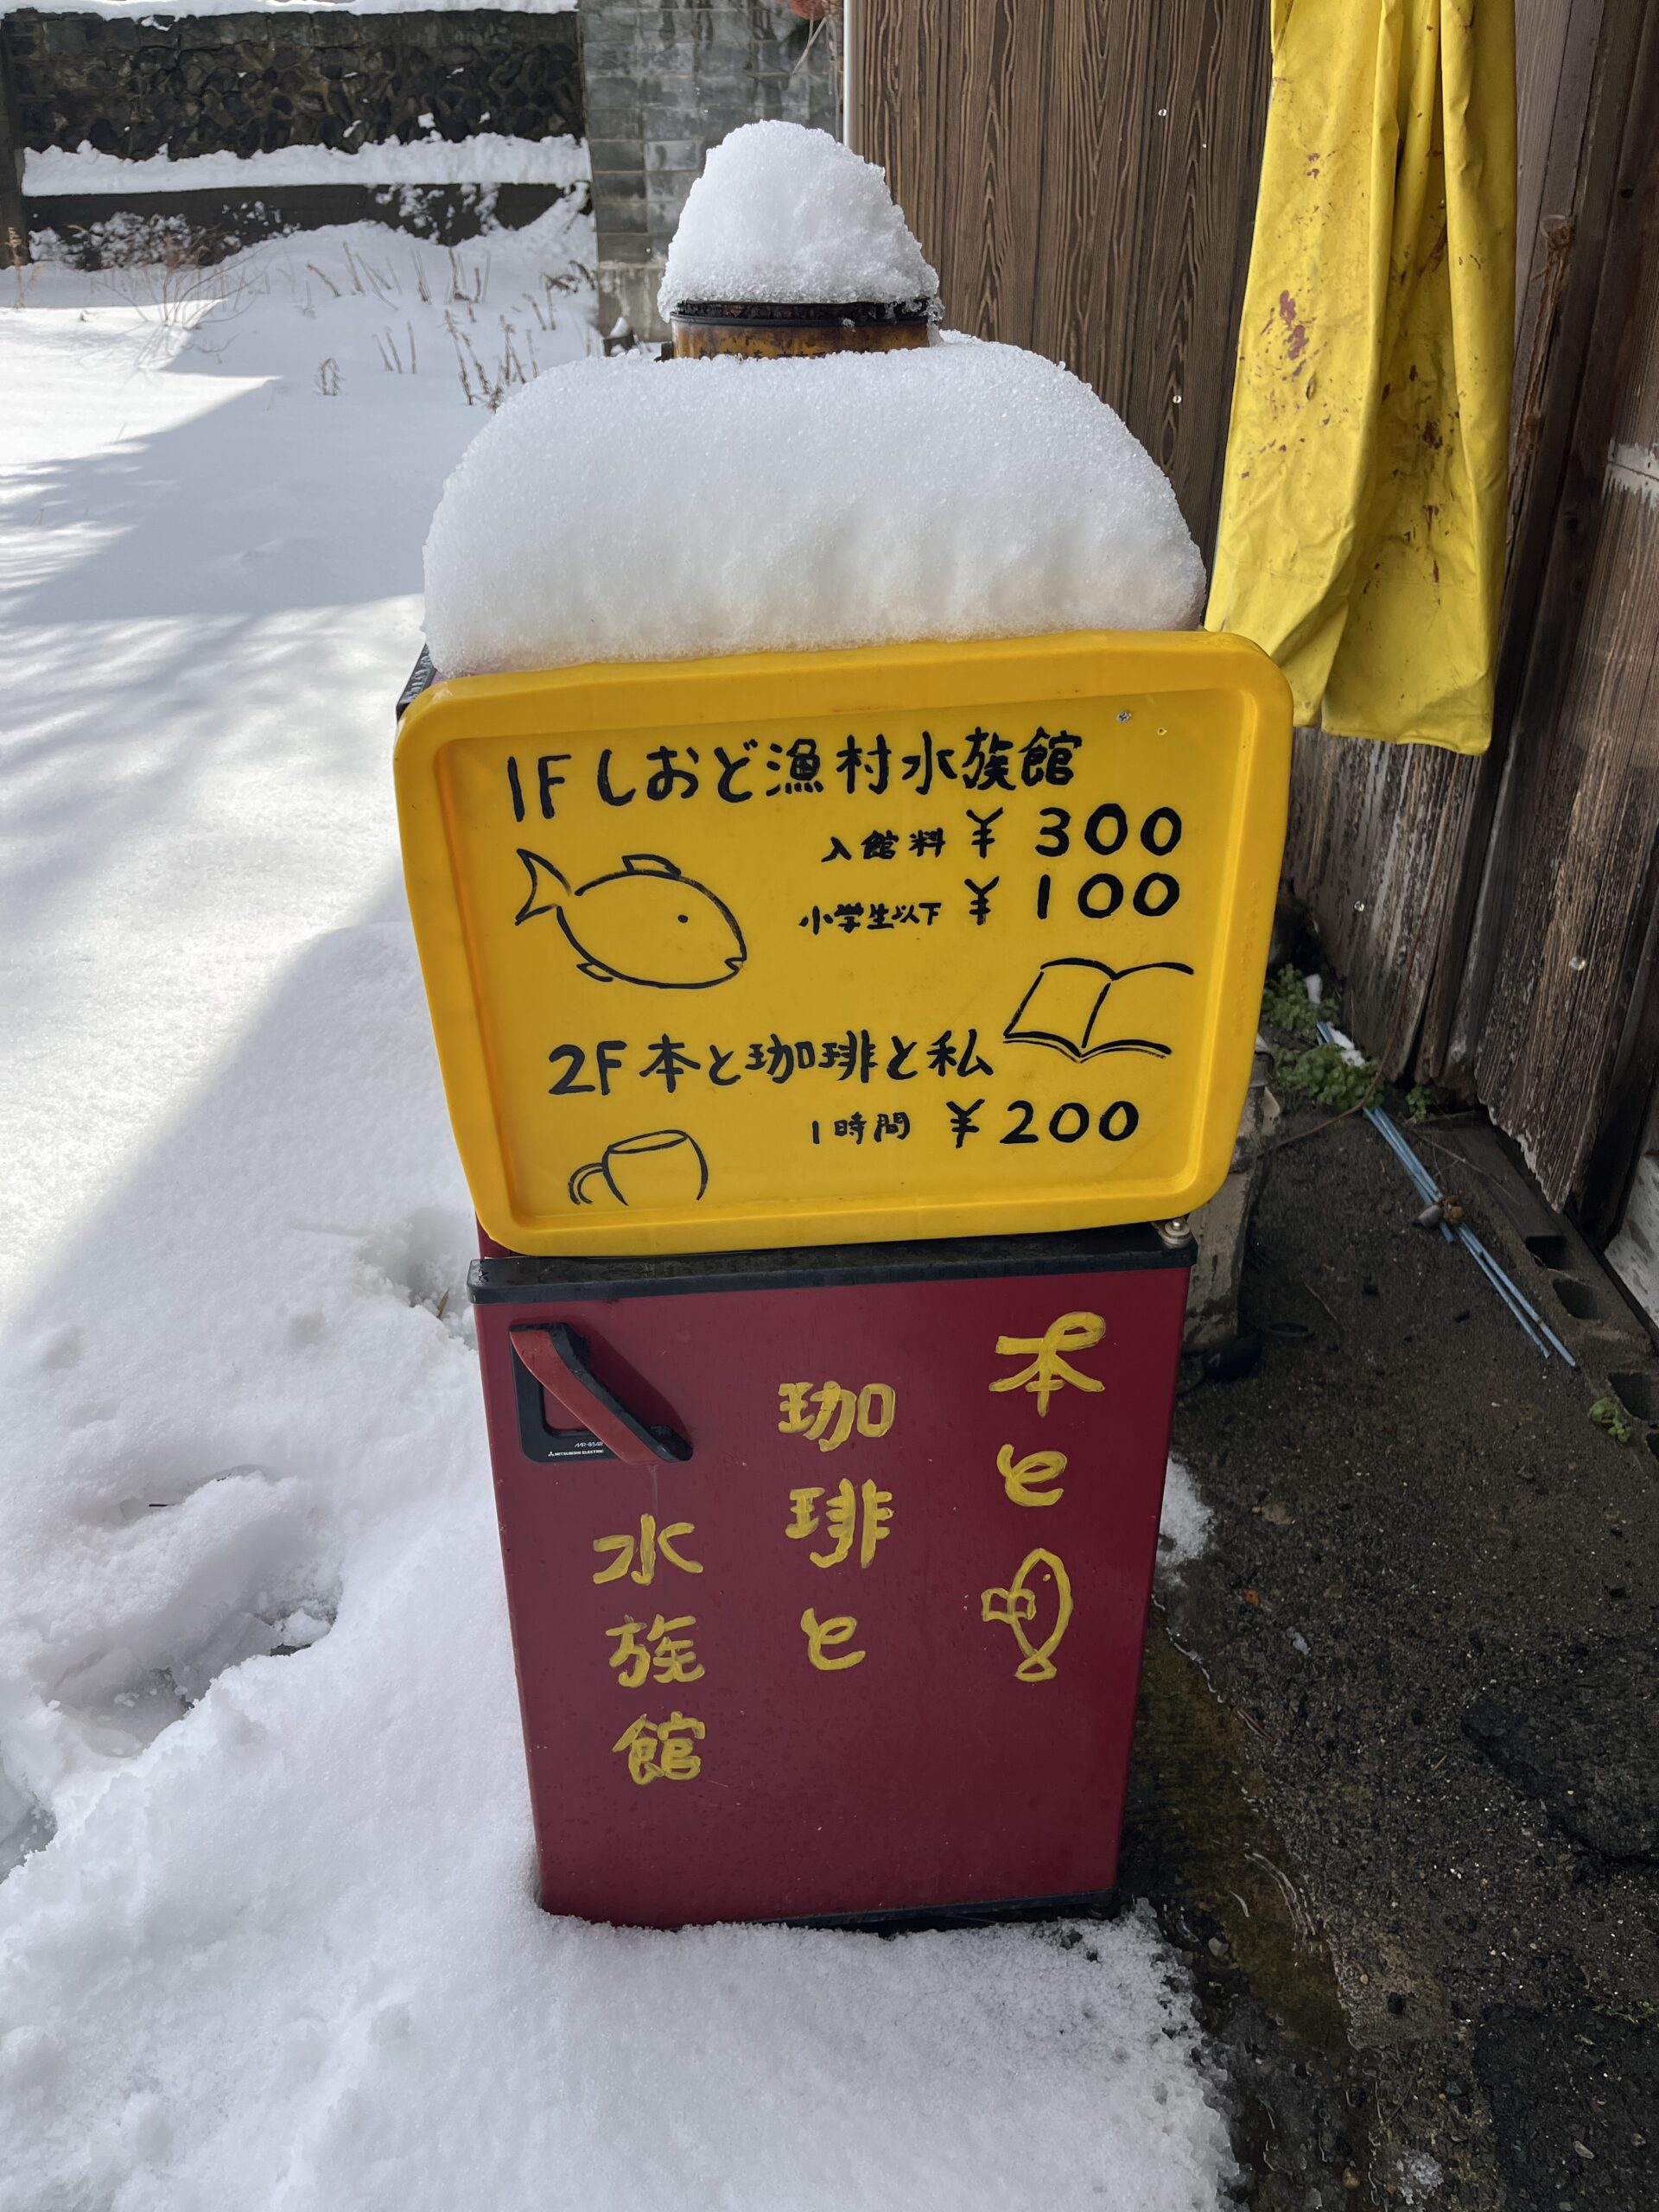 1F しおど漁村水族館
入館料 ¥300
小学生以下 ¥100
2F 本と珈琲と私
1時間 ¥200
MITSUBISHI ELECTRIC
本と
珈琲と
水族館